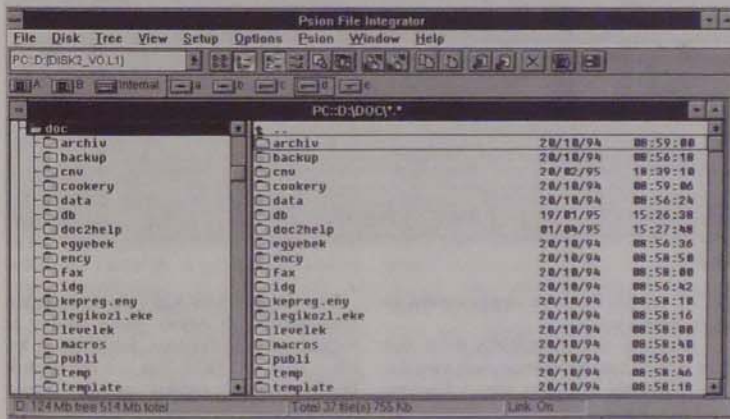 Psion File Integrator
File Disk Tree View Setup Options Psion Window Help
PC::D:[DISK2_VOL1]
A B Internal a b c d e
PC::D:\DOC\*.*
doc ..
archiv archiv 20/10/94 08:59:00
backup backup 20/10/94 08:56:18
cnv cnv 20/02/95 18:39:10
cookery cookery 20/10/94 08:59:06
data data 20/10/94 08:56:24
db db 19/01/95 15:26:38
doc2help doc2help 01/04/95 15:27:48
egyebek egyebek 20/10/94 08:56:36
ency ency 20/10/94 08:58:50
fax fax 20/10/94 08:58:00
idg idg 20/10/94 08:56:42
kepreg.eny kepreg.eny 20/10/94 08:58:10
legikozl.eke legikozl.eke 20/10/94 08:58:16
levelek levelek 20/10/94 08:58:08
macros macros 20/10/94 08:58:40
publi publi 20/10/94 08:56:30
temp temp 20/10/94 08:58:46
template template 20/10/94 08:58:18
D: 124 Mb free 514 Mb total Total 37 file(s) 755 Kb Link: On